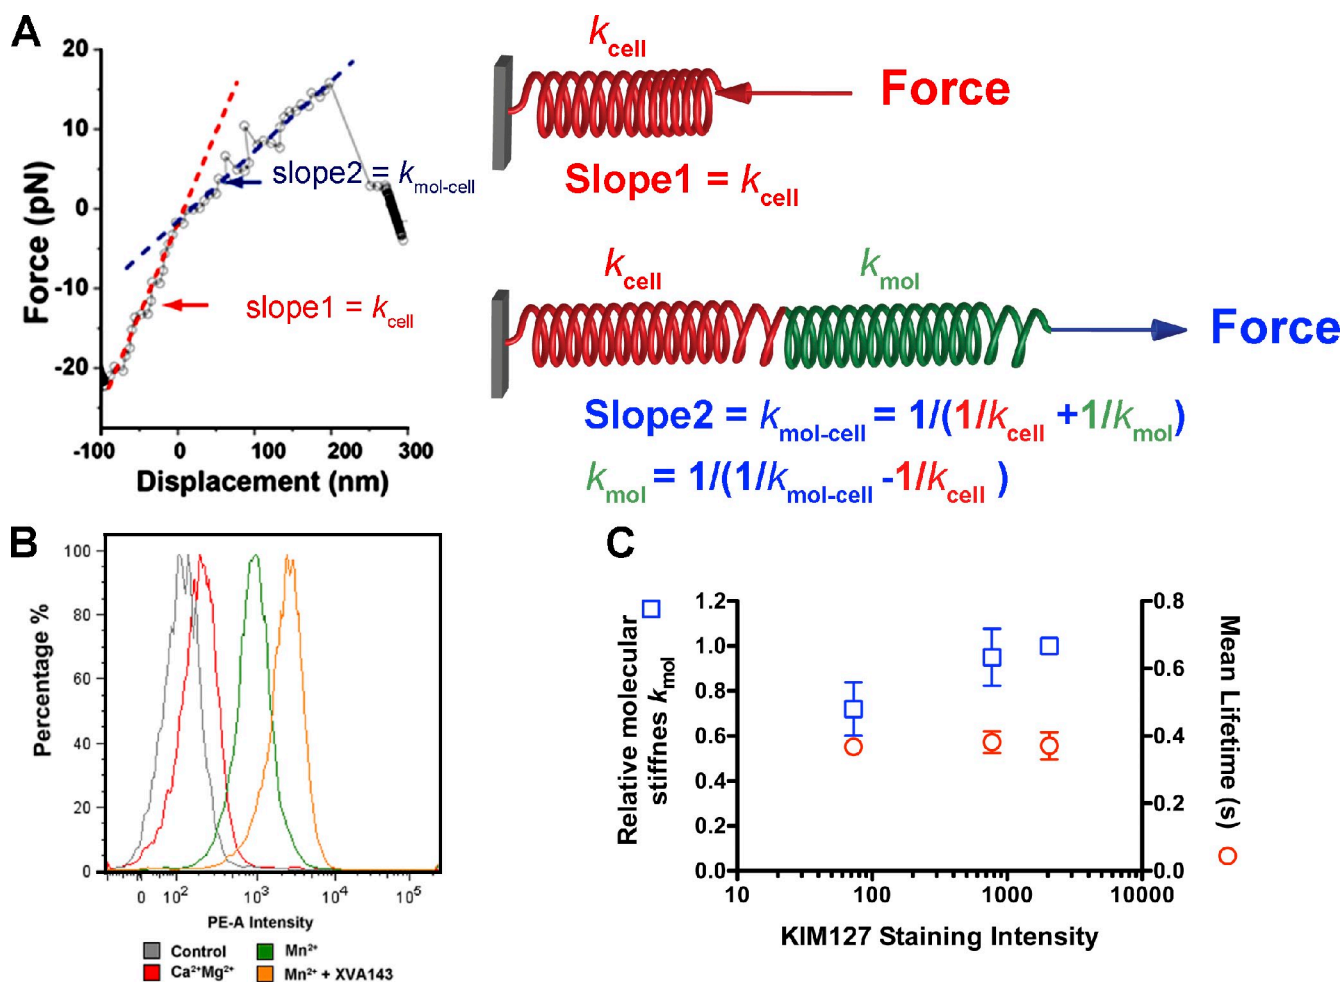 A
Force (pN)
20
10
0
-10
-20
-100
0
100
200
300
Displacement (nm)
slope2 = kmol-cell
slope1 = kcell
kcell
Force
Slope1 = kcell
kcell
kmol
Force
Slope2 = kmol-cell = 1/(1/kcell +1/kmol)
kmol = 1/(1/kmol-cell -1/kcell )
B
Percentage %
100
80
60
40
20
0
0
10²
10³
10⁴
10⁵
PE-A Intensity
Control
Mn²⁺
Ca²⁺Mg²⁺
Mn²⁺ + XVA143
C
Relative molecular
stiffnes kmol
1.2
1.0
0.8
0.6
0.4
0.2
0.0
0.8
0.6
0.4
0.2
0.0
Mean Lifetime (s)
10
100
1000
10000
KIM127 Staining Intensity